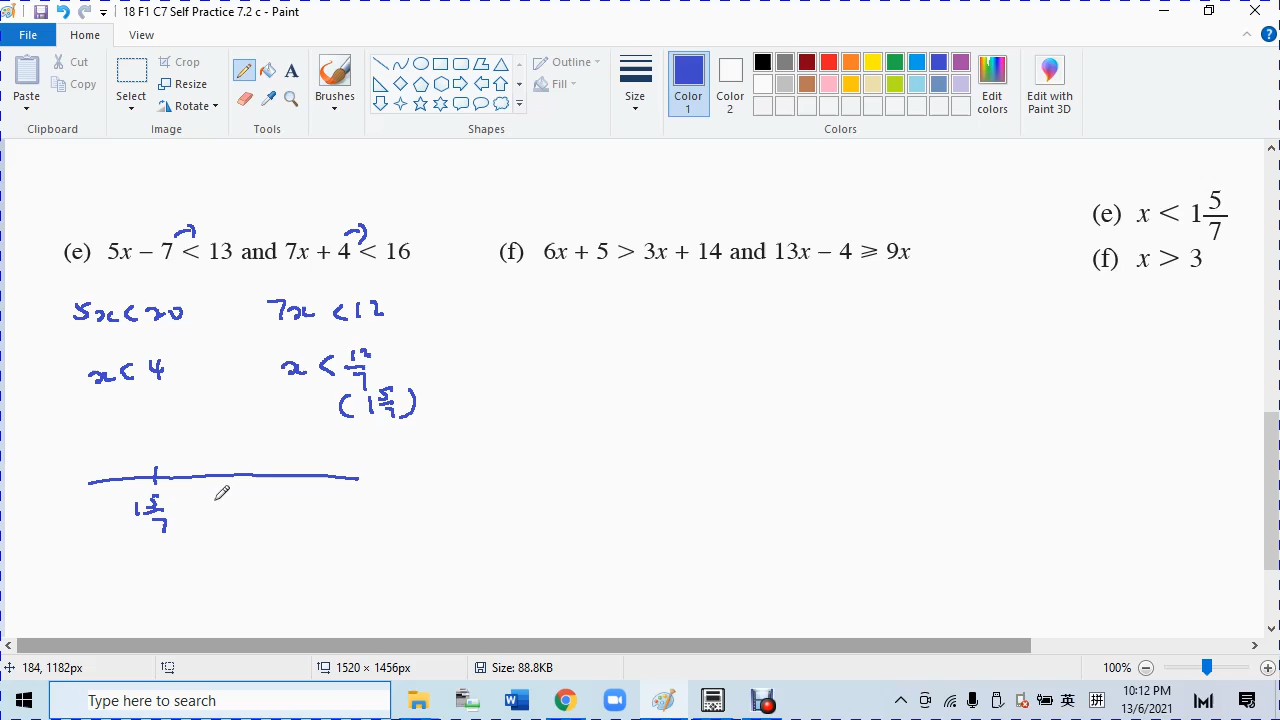 18 F1 C7 Self Practice 7.2 c - Paint
File Home View
Paste Cut Copy Clipboard
Select Crop Resize Rotate Image
Tools
Brushes
Shapes Outline Fill
Size
Color 1 Color 2
Edit colors
Colors
Edit with Paint 3D
(e) x < 1 5/7
(f) x > 3
(e) 5x − 7 < 13 and 7x + 4 < 16
(f) 6x + 5 > 3x + 14 and 13x − 4 ⩾ 9x
5x < 20 7x < 12
x < 4 x < 12/7
(1 5/7)
1 5/7
184, 1182px 1520 × 1456px Size: 88.8KB 100%
Type here to search
英 拼
10:12 PM
13/6/2021